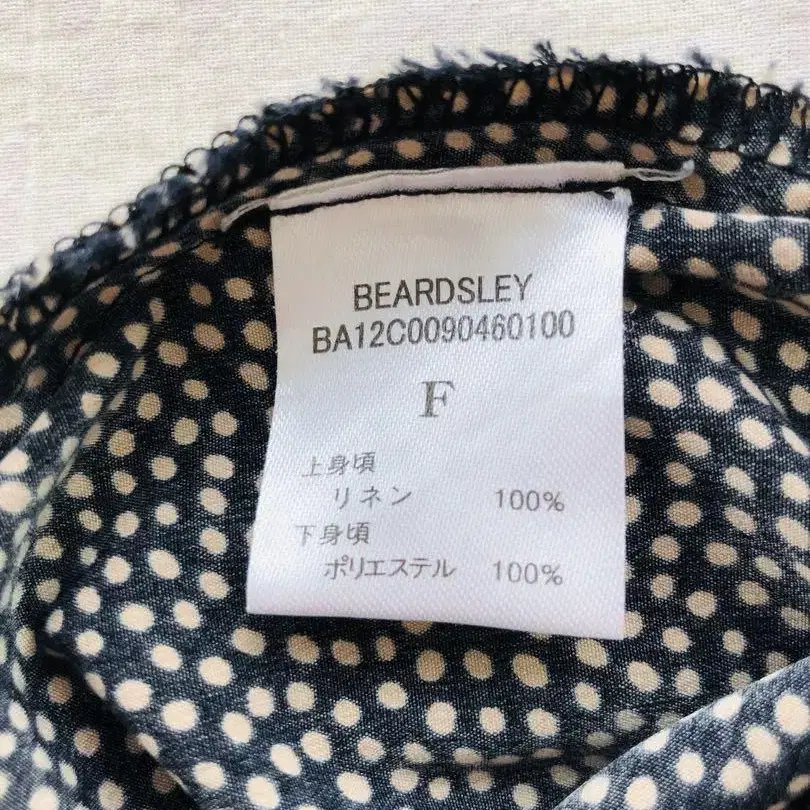 BEARDSLEY
BA12C0090460100
F
上身頃
リネン 100%
下身頃
ポリエステル 100%